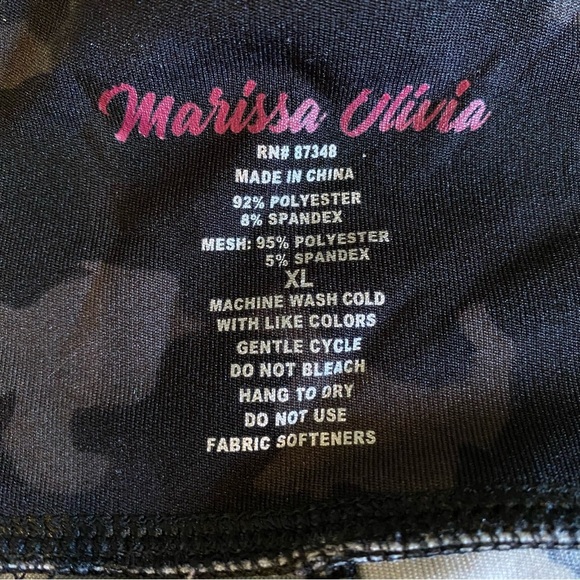 Marissa Olivia
RN# 87348
MADE IN CHINA
92% POLYESTER
8% SPANDEX
MESH: 95% POLYESTER
5% SPANDEX
XL
MACHINE WASH COLD
WITH LIKE COLORS
GENTLE CYCLE
DO NOT BLEACH
HANG TO DRY
DO NOT USE
FABRIC SOFTENERS